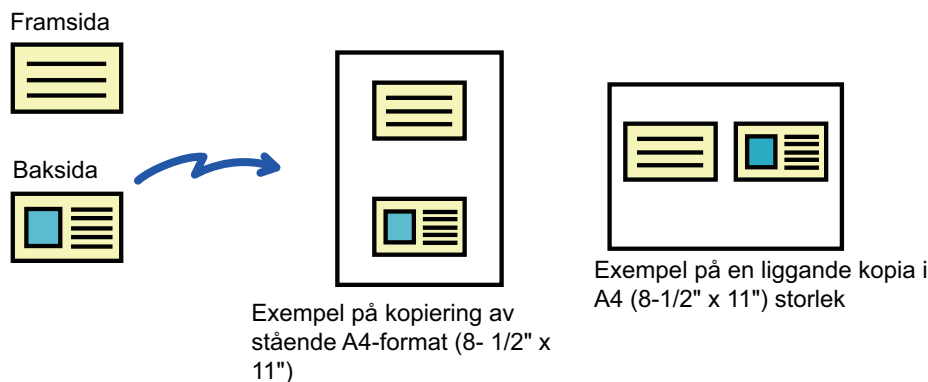 Framsida
Baksida
Exempel på kopiering av
stående A4-format (8- 1/2" x
11")
Exempel på en liggande kopia i
A4 (8-1/2" x 11") storlek